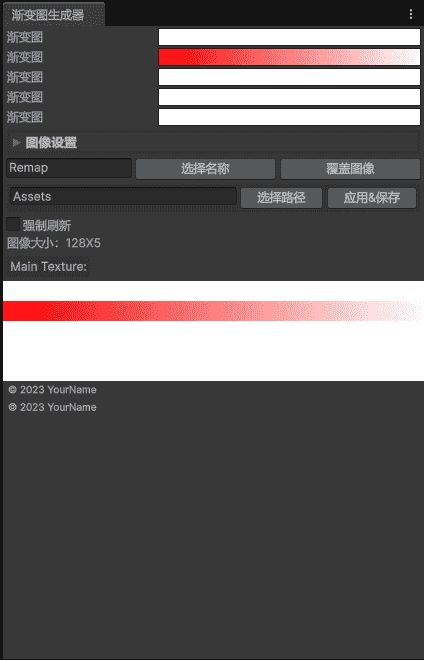 渐变图生成器
渐变图
渐变图
渐变图
渐变图
渐变图
图像设置
Remap 选择名称 覆盖图像
Assets 选择路径 应用&保存
强制刷新
图像大小：128X5
Main Texture:
© 2023 YourName
© 2023 YourName